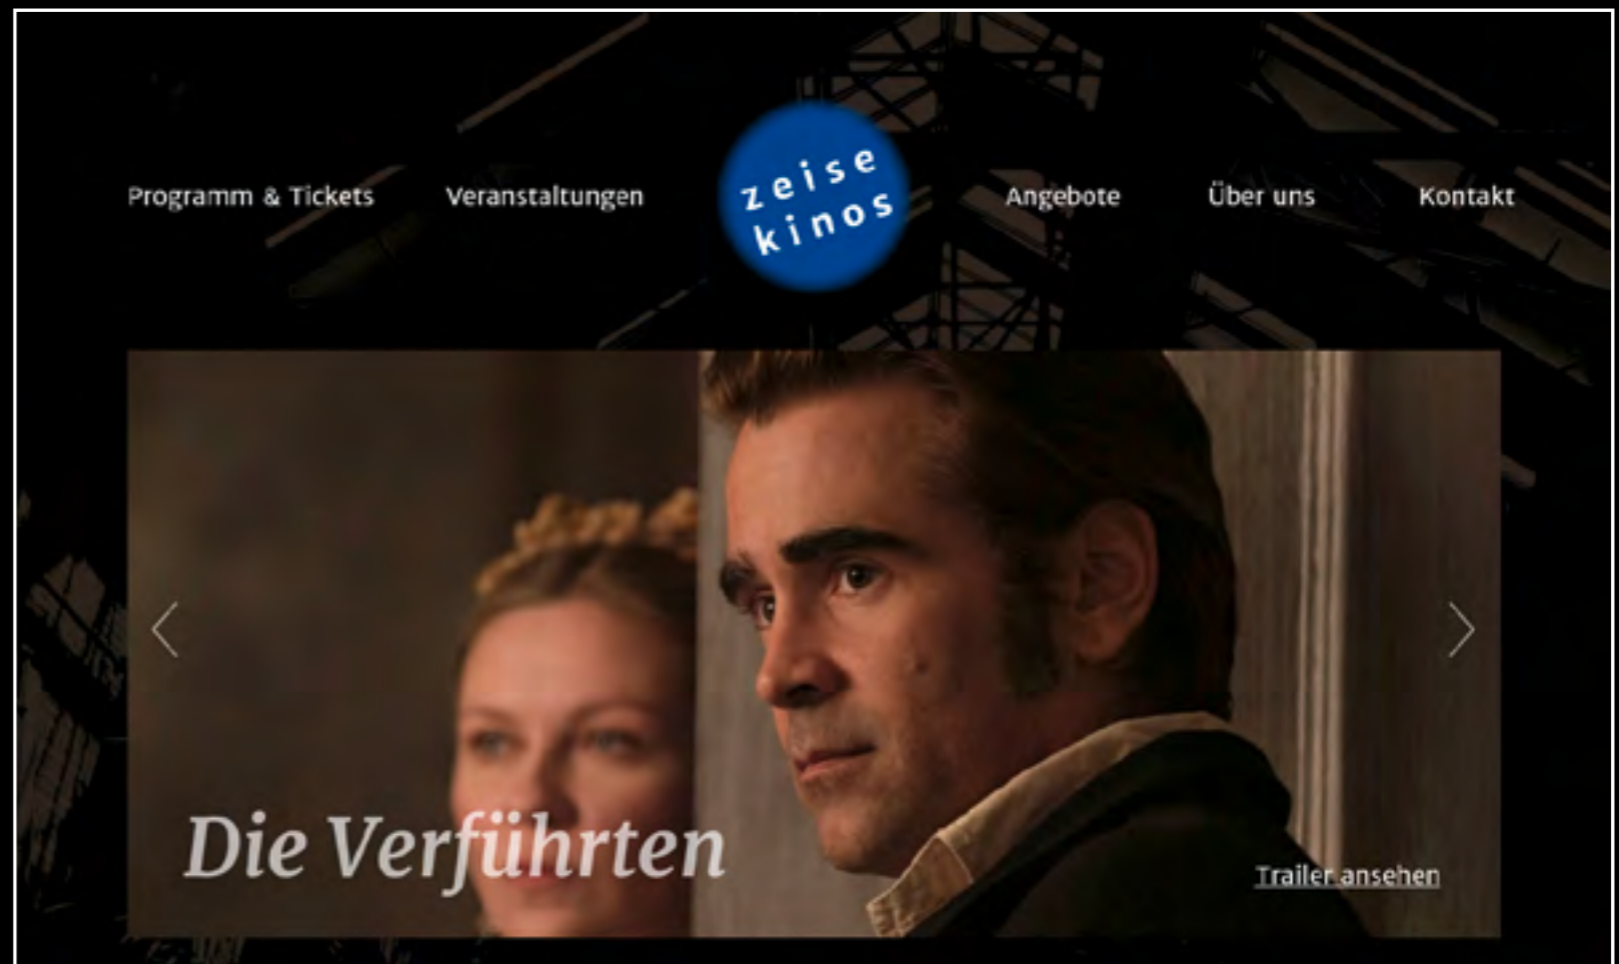 Programm & Tickets
Veranstaltungen
zeise
kinos
Angebote
Über uns
Kontakt
Die Verführten
Trailer ansehen